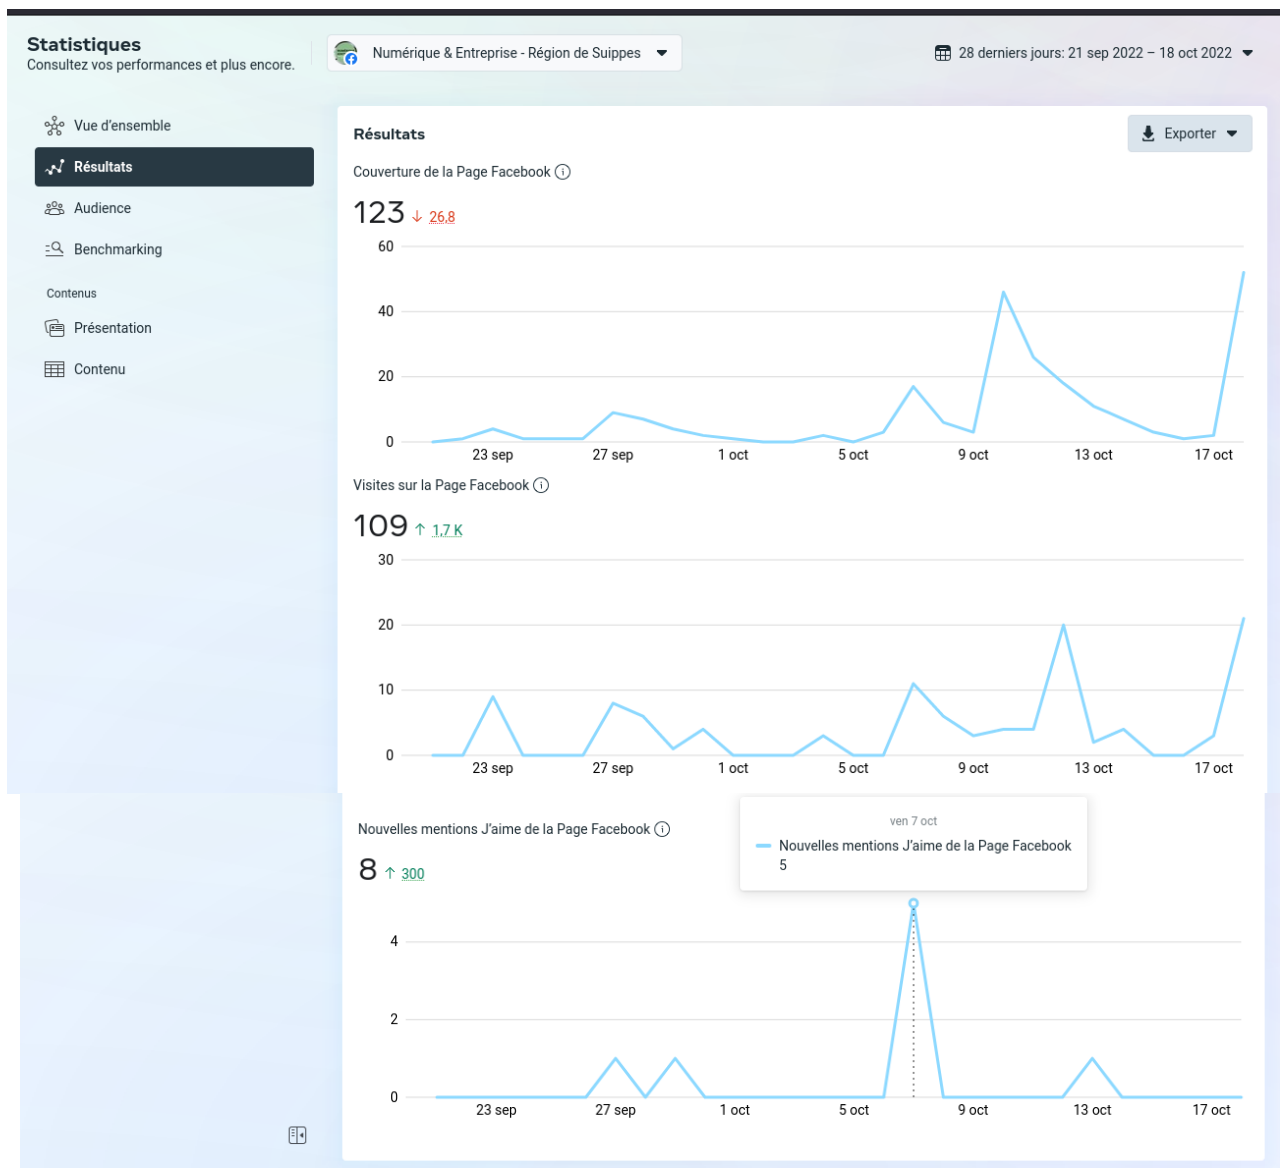 Statistiques
Consultez vos performances et plus encore.
Numérique & Entreprise - Région de Suippes
28 derniers jours: 21 sep 2022 – 18 oct 2022
Vue d'ensemble
Résultats
Audience
Benchmarking
Contenus
Présentation
Contenu
Résultats
Exporter
Couverture de la Page Facebook
123 ↓ 26,8
60
40
20
0
23 sep 27 sep 1 oct 5 oct 9 oct 13 oct 17 oct
Visites sur la Page Facebook
109 ↑ 1,7 K
30
20
10
0
23 sep 27 sep 1 oct 5 oct 9 oct 13 oct 17 oct
Nouvelles mentions J'aime de la Page Facebook
8 ↑ 300
ven 7 oct
Nouvelles mentions J'aime de la Page Facebook
5
4
2
0
23 sep 27 sep 1 oct 5 oct 9 oct 13 oct 17 oct